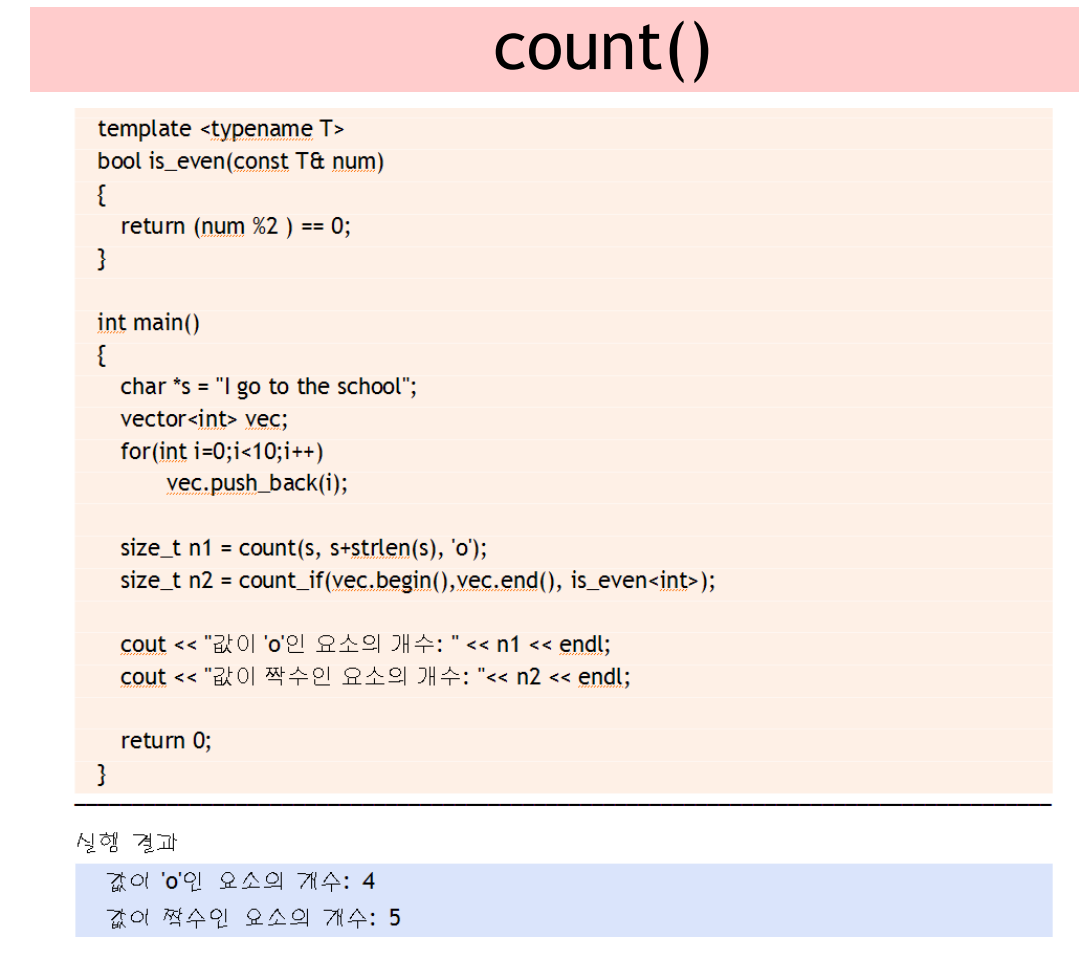 count()
template <typename T>
bool is_even(const T& num)
{
return (num %2 ) == 0;
}
int main()
{
char *s = "I go to the school";
vector<int> vec;
for(int i=0;i<10;i++)
vec.push_back(i);
size_t n1 = count(s, s+strlen(s), 'o');
size_t n2 = count_if(vec.begin(),vec.end(), is_even<int>);
cout << "값이 'o'인 요소의 개수: " << n1 << endl;
cout << "값이 짝수인 요소의 개수: "<< n2 << endl;
return 0;
}
실행 결과
값이 'o'인 요소의 개수: 4
값이 짝수인 요소의 개수: 5